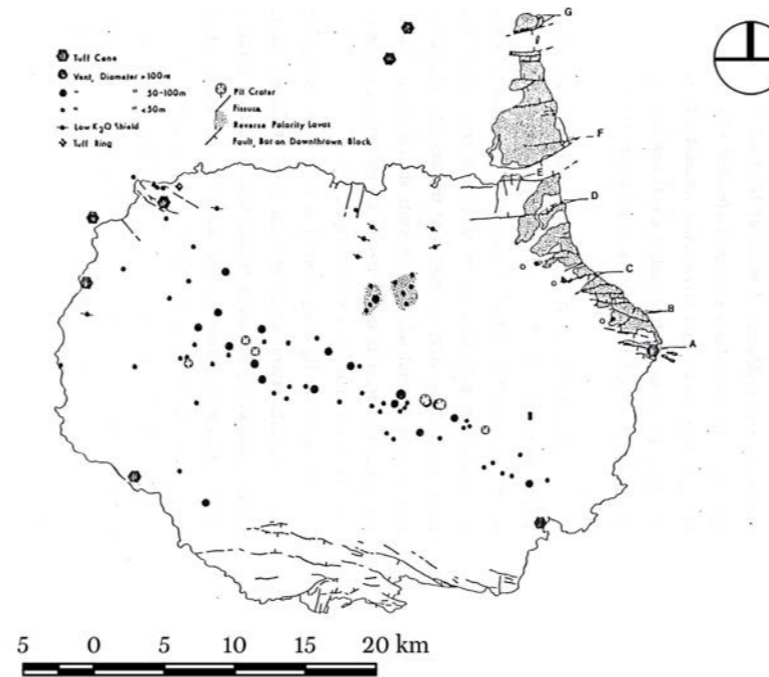 Tuff Cone
Vent, Diameter >100m
" " 50-100m
" " <50m
Low K2O Shield
Tuff Ring
Pit Crater
Fissure
Reverse Polarity Lavas
Fault, Bar on Downthrown Block
G
F
E
D
C
B
A
5 0 5 10 15 20 km